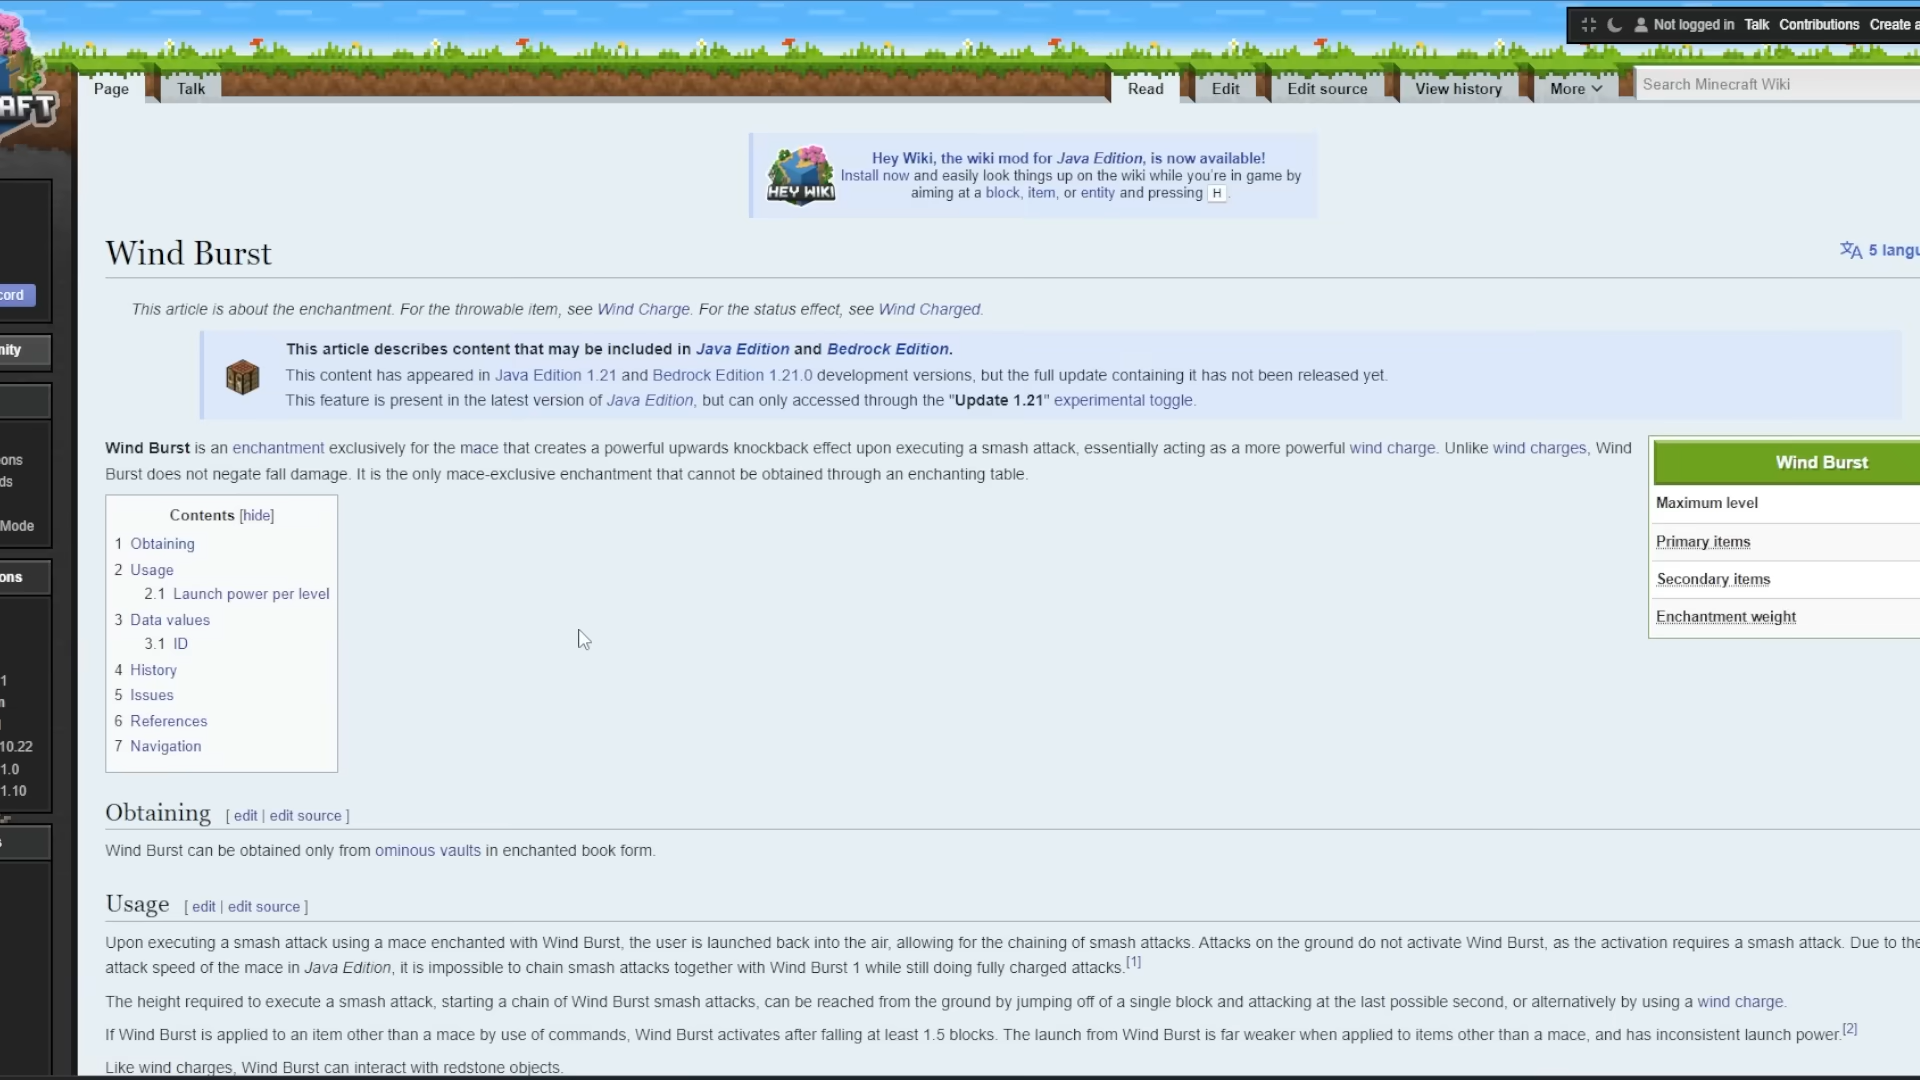 Not logged in Talk Contributions Create a
AFT
Page Talk Read Edit Edit source View history More Search Minecraft Wiki
Hey Wiki, the wiki mod for Java Edition, is now available!
Install now and easily look things up on the wiki while you're in game by
aiming at a block, item, or entity and pressing H.
HEY WIKI
Wind Burst
5 langu
cord
This article is about the enchantment. For the throwable item, see Wind Charge. For the status effect, see Wind Charged.
nity
This article describes content that may be included in Java Edition and Bedrock Edition.
This content has appeared in Java Edition 1.21 and Bedrock Edition 1.21.0 development versions, but the full update containing it has not been released yet.
This feature is present in the latest version of Java Edition, but can only accessed through the "Update 1.21" experimental toggle.
Wind Burst is an enchantment exclusively for the mace that creates a powerful upwards knockback effect upon executing a smash attack, essentially acting as a more powerful wind charge. Unlike wind charges, Wind
Burst does not negate fall damage. It is the only mace-exclusive enchantment that cannot be obtained through an enchanting table.
Wind Burst
Maximum level
Primary items
Secondary items
Enchantment weight
ons
ds
Mode
ons
1
10.22
1.0
1.10
Contents [hide]
1 Obtaining
2 Usage
2.1 Launch power per level
3 Data values
3.1 ID
4 History
5 Issues
6 References
7 Navigation
Obtaining [ edit | edit source ]
Wind Burst can be obtained only from ominous vaults in enchanted book form.
Usage [ edit | edit source ]
Upon executing a smash attack using a mace enchanted with Wind Burst, the user is launched back into the air, allowing for the chaining of smash attacks. Attacks on the ground do not activate Wind Burst, as the activation requires a smash attack. Due to the
attack speed of the mace in Java Edition, it is impossible to chain smash attacks together with Wind Burst 1 while still doing fully charged attacks.[1]
The height required to execute a smash attack, starting a chain of Wind Burst smash attacks, can be reached from the ground by jumping off of a single block and attacking at the last possible second, or alternatively by using a wind charge.
If Wind Burst is applied to an item other than a mace by use of commands, Wind Burst activates after falling at least 1.5 blocks. The launch from Wind Burst is far weaker when applied to items other than a mace, and has inconsistent launch power.[2]
Like wind charges, Wind Burst can interact with redstone objects.